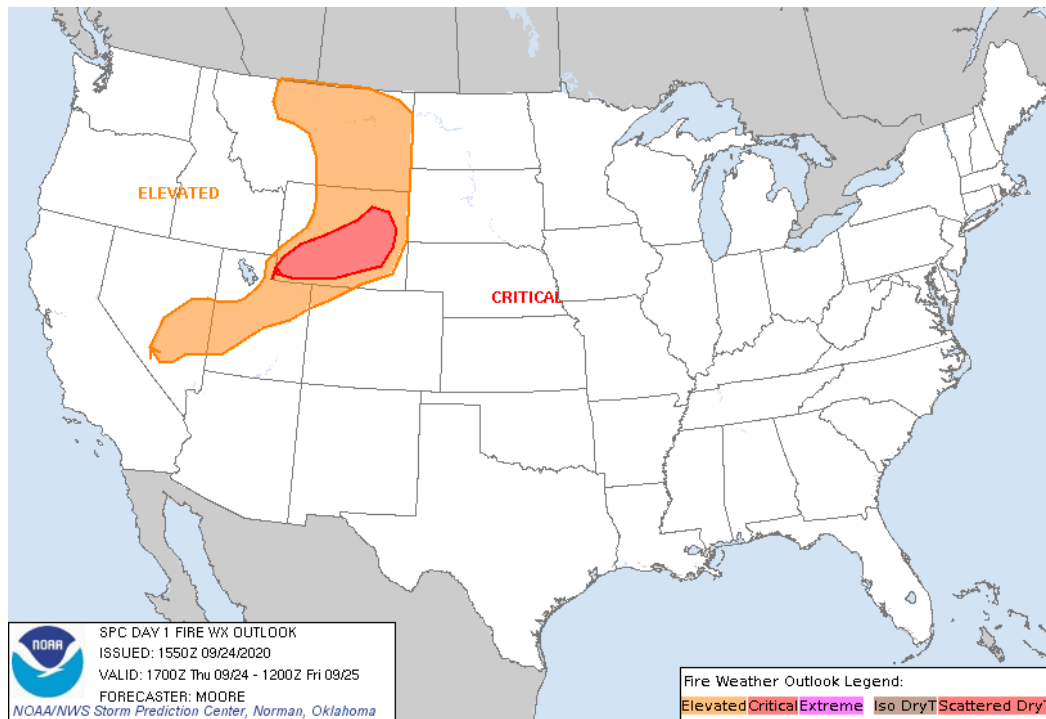 ELEVATED
CRITICAL
NOAA
SPC DAY 1 FIRE WX OUTLOOK
ISSUED: 1550Z 09/24/2020
VALID: 1700Z Thu 09/24 - 1200Z Fri 09/25
FORECASTER: MOORE
NOAA/NWS Storm Prediction Center, Norman, Oklahoma
Fire Weather Outlook Legend:
Elevated Critical Extreme Iso DryT Scattered DryT